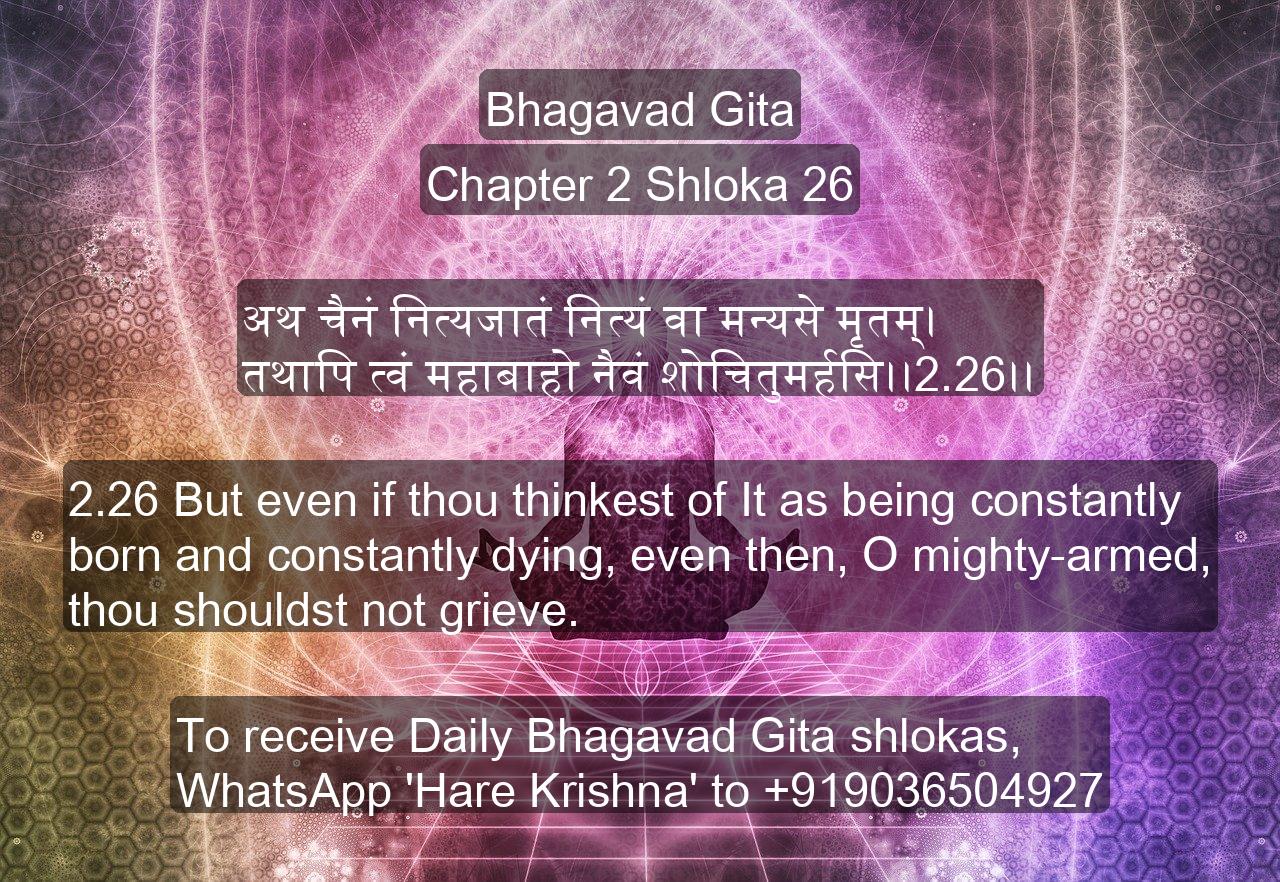 Bhagavad Gita
Chapter 2 Shloka 26
अथ चैनं नित्यजातं नित्यं वा मन्यसे मृतम्।
तथापि त्वं महाबाहो नैवं शोचितुमर्हसि।।2.26।।
2.26 But even if thou thinkest of It as being constantly
born and constantly dying, even then, O mighty-armed,
thou shouldst not grieve.
To receive Daily Bhagavad Gita shlokas,
WhatsApp 'Hare Krishna' to +919036504927